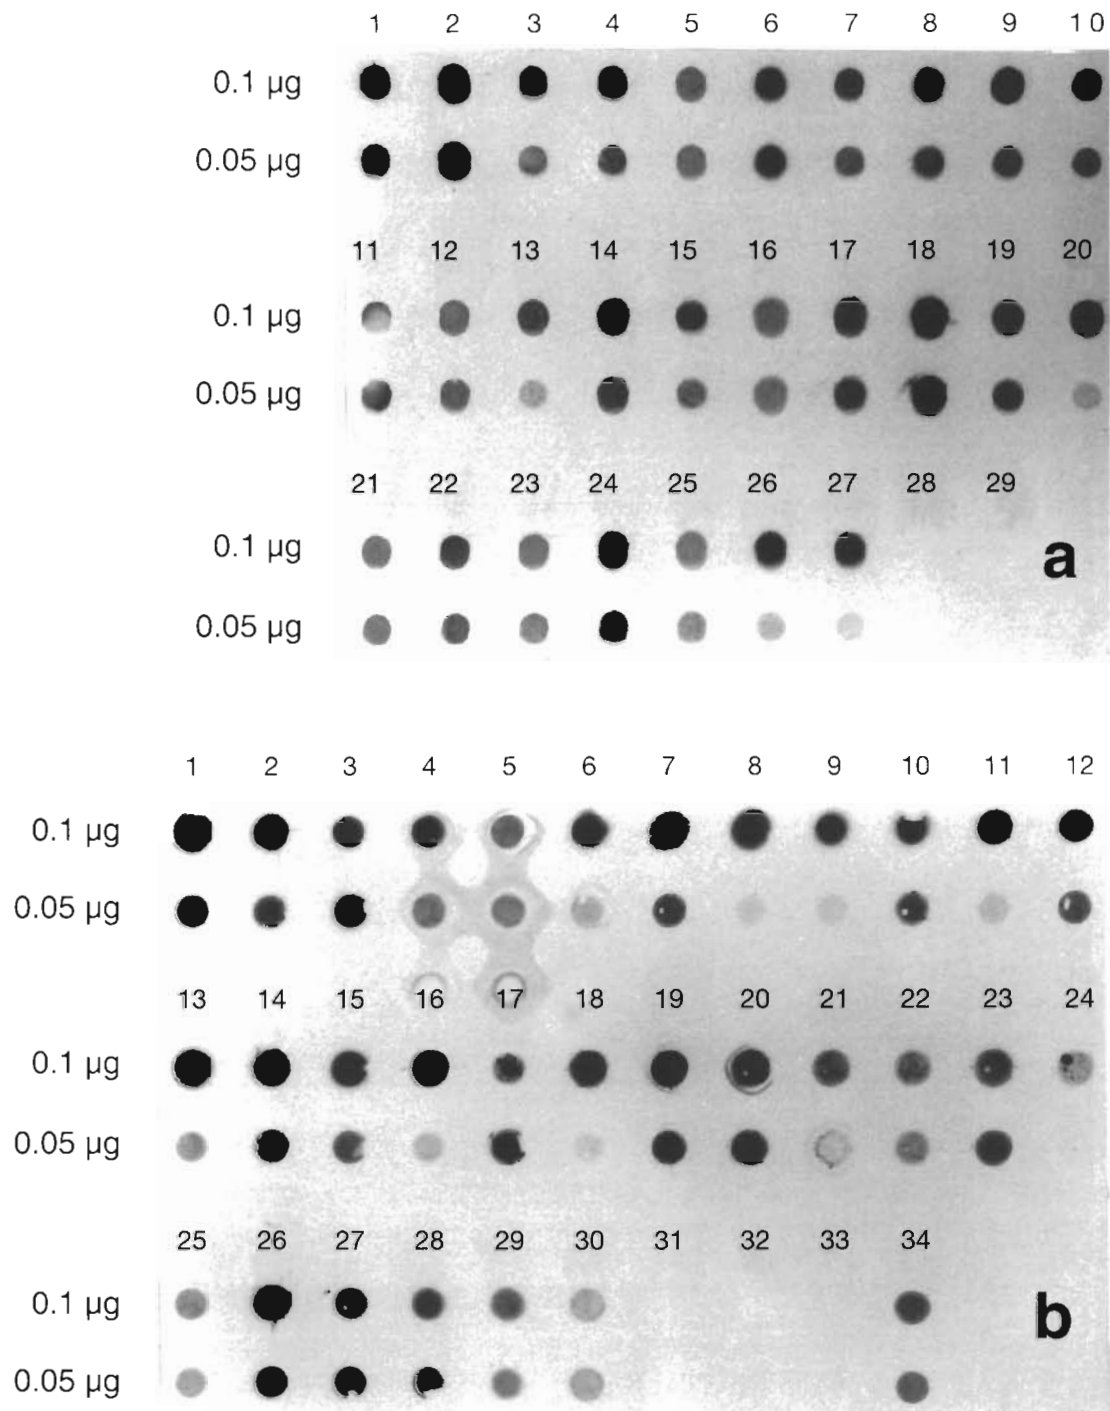 1 2 3 4 5 6 7 8 9 10
0.1 µg
0.05 µg
11 12 13 14 15 16 17 18 19 20
0.1 µg
0.05 µg
21 22 23 24 25 26 27 28 29
0.1 µg
0.05 µg
a
1 2 3 4 5 6 7 8 9 10 11 12
0.1 µg
0.05 µg
13 14 15 16 17 18 19 20 21 22 23 24
0.1 µg
0.05 µg
25 26 27 28 29 30 31 32 33 34
0.1 µg
0.05 µg
b